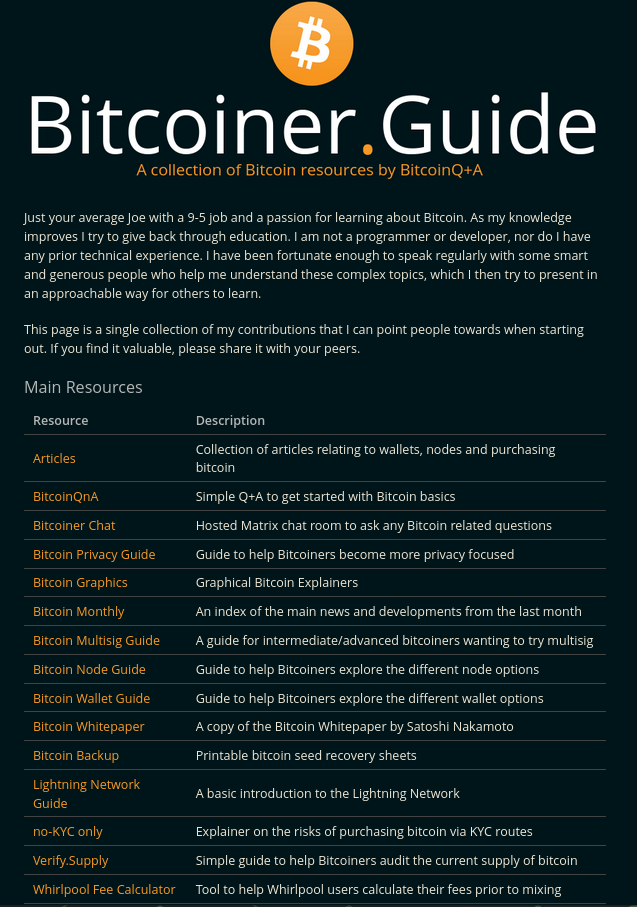 Bitcoiner.Guide
A collection of Bitcoin resources by BitcoinQ+A
Just your average Joe with a 9-5 job and a passion for learning about Bitcoin. As my knowledge
improves I try to give back through education. I am not a programmer or developer, nor do I have
any prior technical experience. I have been fortunate enough to speak regularly with some smart
and generous people who help me understand these complex topics, which I then try to present in
an approachable way for others to learn.
This page is a single collection of my contributions that I can point people towards when starting
out. If you find it valuable, please share it with your peers.
Main Resources
Resource Description
Articles Collection of articles relating to wallets, nodes and purchasing
bitcoin
BitcoinQnA Simple Q+A to get started with Bitcoin basics
Bitcoiner Chat Hosted Matrix chat room to ask any Bitcoin related questions
Bitcoin Privacy Guide Guide to help Bitcoiners become more privacy focused
Bitcoin Graphics Graphical Bitcoin Explainers
Bitcoin Monthly An index of the main news and developments from the last month
Bitcoin Multisig Guide A guide for intermediate/advanced bitcoiners wanting to try multisig
Bitcoin Node Guide Guide to help Bitcoiners explore the different node options
Bitcoin Wallet Guide Guide to help Bitcoiners explore the different wallet options
Bitcoin Whitepaper A copy of the Bitcoin Whitepaper by Satoshi Nakamoto
Bitcoin Backup Printable bitcoin seed recovery sheets
Lightning Network
Guide A basic introduction to the Lightning Network
no-KYC only Explainer on the risks of purchasing bitcoin via KYC routes
Verify.Supply Simple guide to help Bitcoiners audit the current supply of bitcoin
Whirlpool Fee Calculator Tool to help Whirlpool users calculate their fees prior to mixing